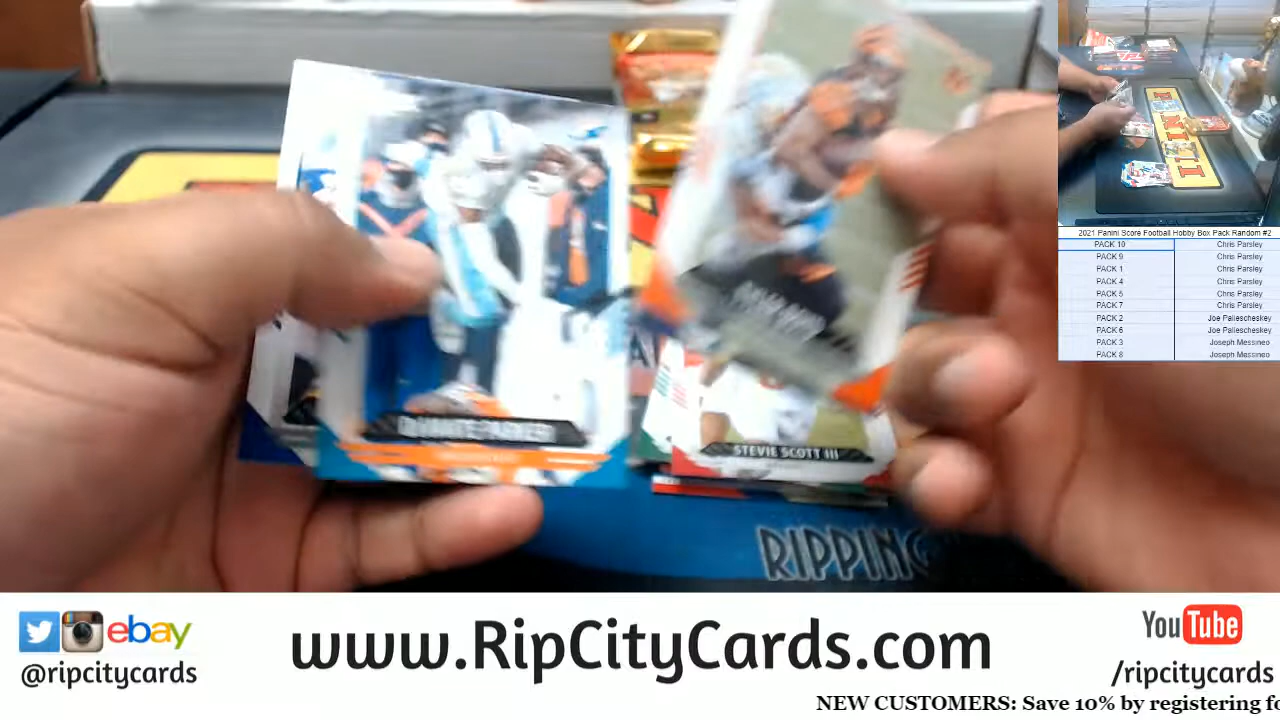 DEVANTE PARKER
STEVIE SCOTT III
RIPPING
2021 Panini Score Football Hobby Box Pack Random #2
PACK 10 Chris Parsley
PACK 9 Chris Parsley
PACK 1 Chris Parsley
PACK 4 Chris Parsley
PACK 5 Chris Parsley
PACK 7 Chris Parsley
PACK 2 Joe Paliescheskey
PACK 6 Joe Paliescheskey
PACK 3 Joseph Messineo
PACK 8 Joseph Messineo
ebay
@ripcitycards
www.RipCityCards.com
YouTube
/ripcitycards
NEW CUSTOMERS: Save 10% by registering fo